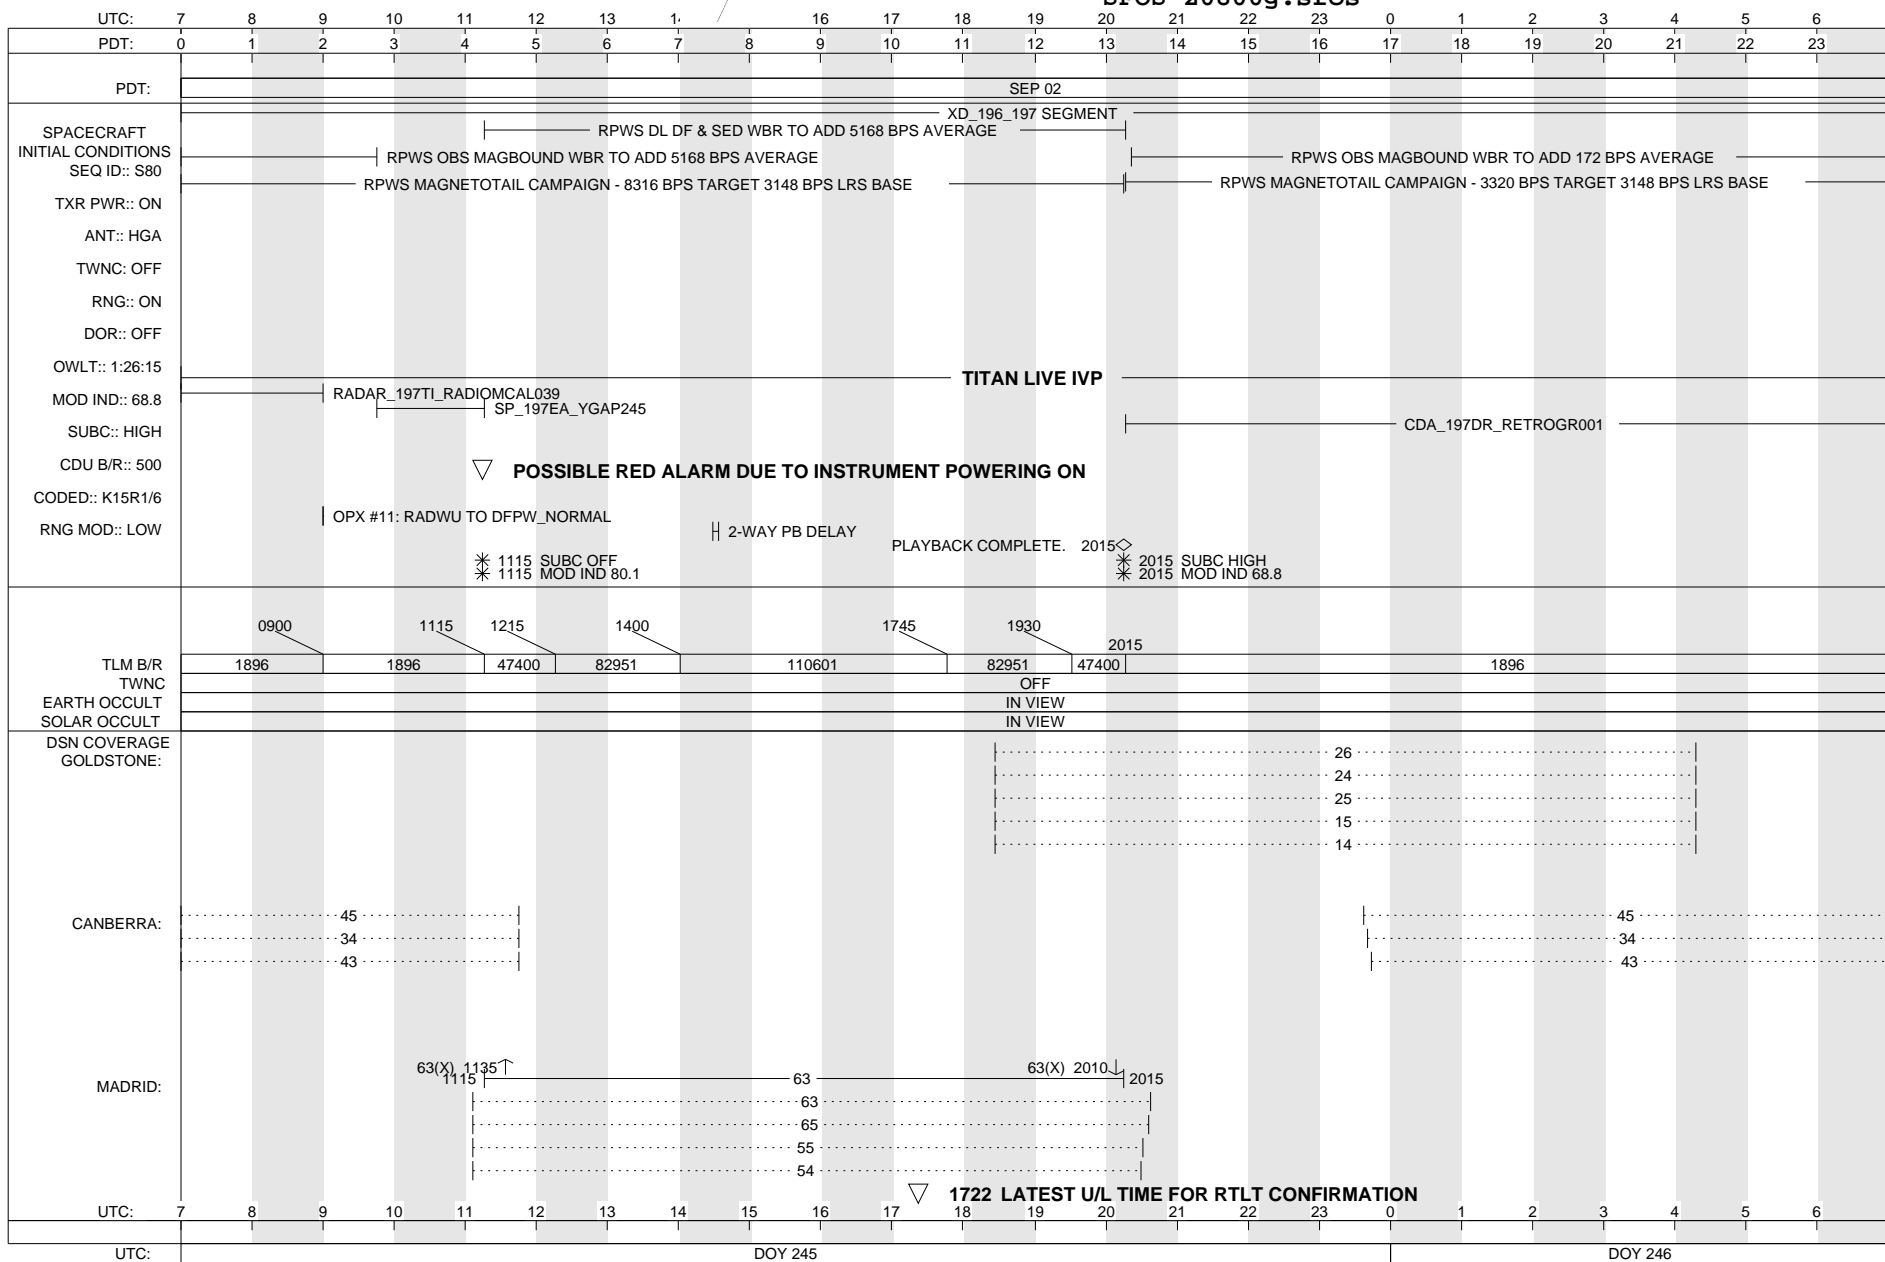 UTC: 7 8 9 10 11 12 13 16 17 18 19 20 21 22 23 0 1 2 3 4 5 6
PDT: 0 1 2 3 4 5 6 7 8 9 10 11 12 13 14 15 16 17 18 19 20 21 22 23
PDT: SEP 02
XD_196_197 SEGMENT
SPACECRAFT
INITIAL CONDITIONS
SEQ ID:: S80
TXR PWR:: ON
ANT:: HGA
TWNC: OFF
RNG:: ON
DOR:: OFF
OWLT:: 1:26:15
MOD IND:: 68.8
SUBC:: HIGH
CDU B/R:: 500
CODED:: K15R1/6
RNG MOD:: LOW
RPWS DL DF & SED WBR TO ADD 5168 BPS AVERAGE
RPWS OBS MAGBOUND WBR TO ADD 5168 BPS AVERAGE
RPWS OBS MAGBOUND WBR TO ADD 172 BPS AVERAGE
RPWS MAGNETOTAIL CAMPAIGN - 8316 BPS TARGET 3148 BPS LRS BASE
RPWS MAGNETOTAIL CAMPAIGN - 3320 BPS TARGET 3148 BPS LRS BASE
TITAN LIVE IVP
RADAR_197TI_RADIOMCAL039
SP_197EA_YGAP245
CDA_197DR_RETROGR001
POSSIBLE RED ALARM DUE TO INSTRUMENT POWERING ON
OPX #11: RADWU TO DFPW_NORMAL
2-WAY PB DELAY
PLAYBACK COMPLETE. 2015
1115 SUBC OFF
2015 SUBC HIGH
1115 MOD IND 80.1
2015 MOD IND 68.8
0900 1115 1215 1400 1745 1930 2015
TLM B/R 1896 1896 47400 82951 110601 82951 47400 1896
TWNC OFF
EARTH OCCULT IN VIEW
SOLAR OCCULT IN VIEW
DSN COVERAGE
GOLDSTONE:
26
24
25
15
14
CANBERRA:
45 45
34 34
43 43
MADRID:
63(X) 1135 63(X) 2010
1115 63 2015
63
65
55
54
1722 LATEST U/L TIME FOR RTLT CONFIRMATION
UTC: 7 8 9 10 11 12 13 14 15 16 17 18 19 20 21 22 23 0 1 2 3 4 5 6
UTC: DOY 245 DOY 246